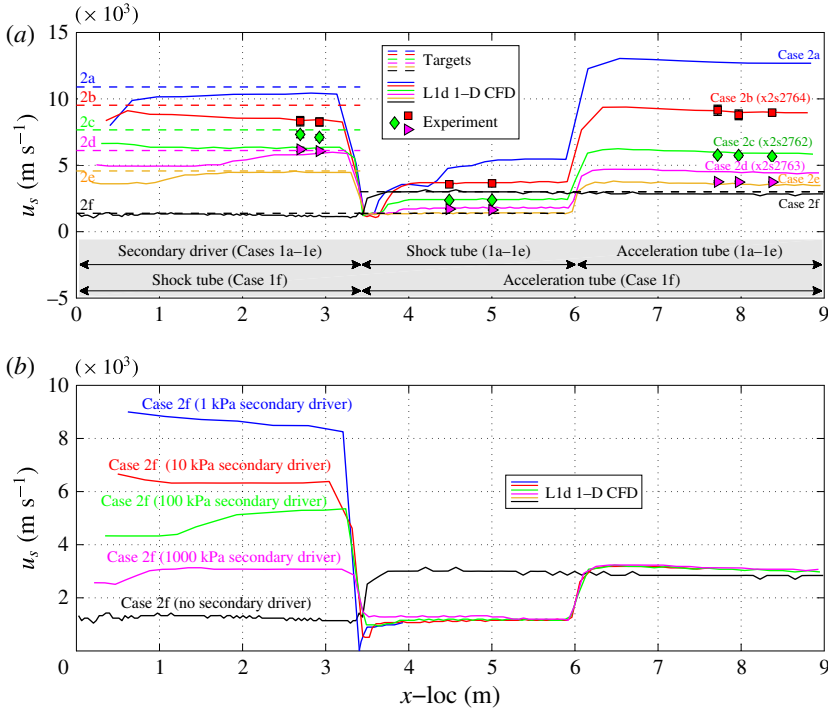 (a)
(× 10³)
15
10
5
0
−5
u_s (m s⁻¹)
2a
2b
2c
2d
2e
2f
Targets
L1d 1–D CFD
Experiment
Case 2a
Case 2b (x2s2764)
Case 2c (x2s2762)
Case 2d (x2s2763)
Case 2e
Case 2f
Secondary driver (Cases 1a–1e)
Shock tube (1a–1e)
Acceleration tube (1a–1e)
Shock tube (Case 1f)
Acceleration tube (Case 1f)
0 1 2 3 4 5 6 7 8 9
(b)
(× 10³)
10
8
6
4
2
0
u_s (m s⁻¹)
Case 2f (1 kPa secondary driver)
Case 2f (10 kPa secondary driver)
Case 2f (100 kPa secondary driver)
Case 2f (1000 kPa secondary driver)
Case 2f (no secondary driver)
L1d 1–D CFD
1 2 3 4 5 6 7 8 9
x–loc (m)